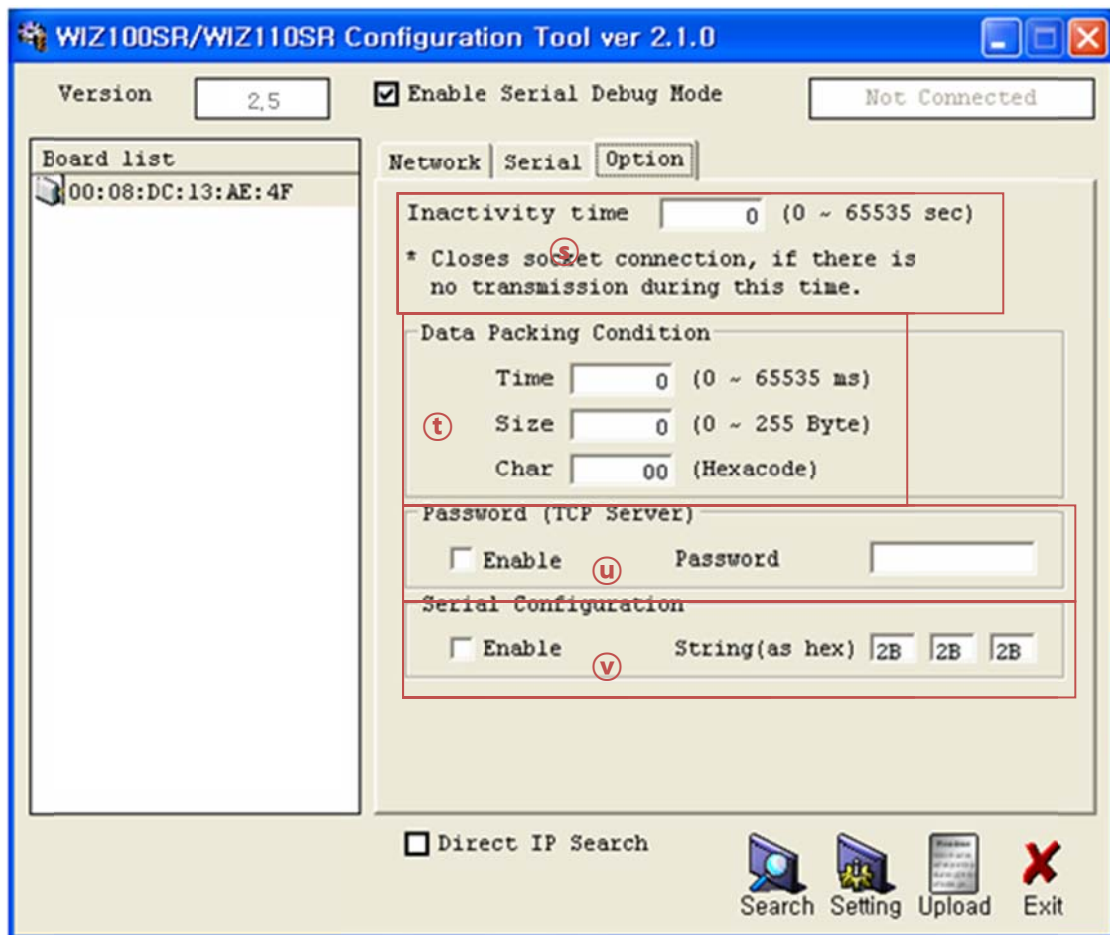 WIZ100SR/WIZ110SR Configuration Tool ver 2.1.0
Version 2,5 Enable Serial Debug Mode Not Connected
Board list
00:08:DC:13:AE:4F
Network Serial Option
Inactivity time 0 (0 ~ 65535 sec)
ⓢ
* Closes socket connection, if there is
no transmission during this time.
Data Packing Condition
Time 0 (0 ~ 65535 ms)
ⓣ Size 0 (0 ~ 255 Byte)
Char 00 (Hexacode)
Password (TCP Server)
Enable ⓤ Password
Serial Configuration
Enable ⓥ String(as hex) 2B 2B 2B
Direct IP Search
Search Setting Upload Exit